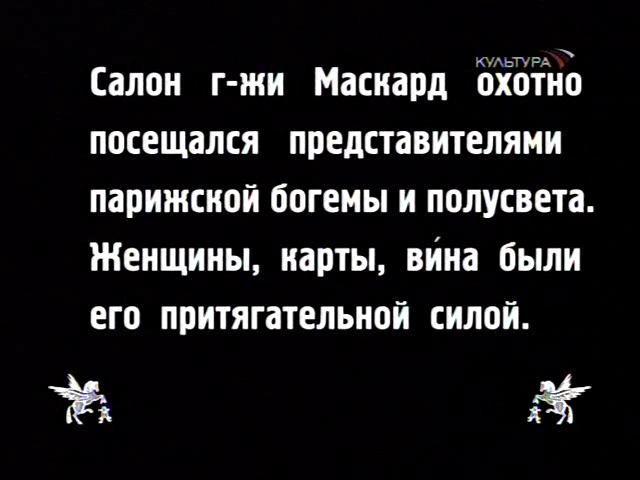 КУЛЬТУРА
Салон г-жи Маскард охотно
посещался представителями
парижской богемы и полусвета.
Женщины, карты, ви́на были
его притягательной силой.